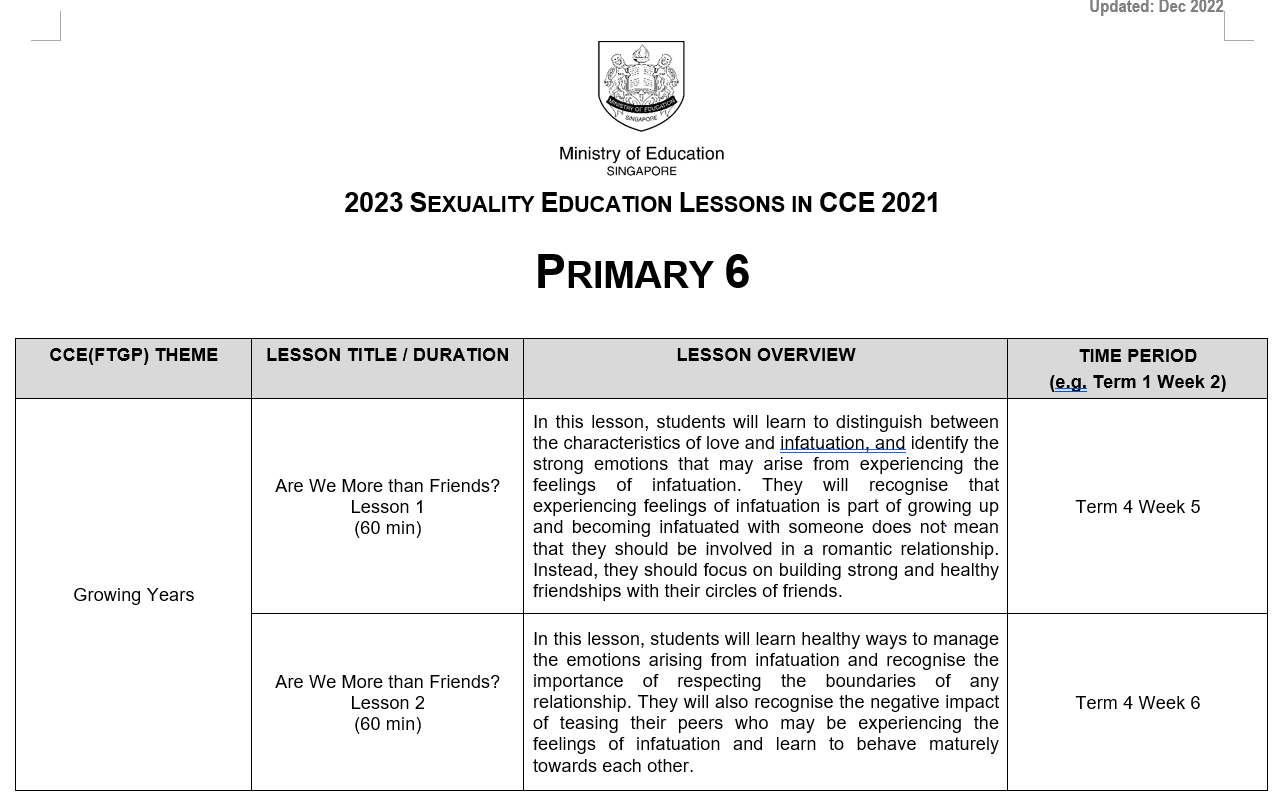 Updated: Dec 2022
MINISTRY OF EDUCATION
SINGAPORE
Ministry of Education
SINGAPORE
2023 SEXUALITY EDUCATION LESSONS IN CCE 2021
PRIMARY 6
CCE(FTGP) THEME
LESSON TITLE / DURATION
LESSON OVERVIEW
TIME PERIOD
(e.g. Term 1 Week 2)
Growing Years
Are We More than Friends?
Lesson 1
(60 min)
In this lesson, students will learn to distinguish between
the characteristics of love and infatuation, and identify the
strong emotions that may arise from experiencing the
feelings of infatuation. They will recognise that
experiencing feelings of infatuation is part of growing up
and becoming infatuated with someone does not mean
that they should be involved in a romantic relationship.
Instead, they should focus on building strong and healthy
friendships with their circles of friends.
Term 4 Week 5
Are We More than Friends?
Lesson 2
(60 min)
In this lesson, students will learn healthy ways to manage
the emotions arising from infatuation and recognise the
importance of respecting the boundaries of any
relationship. They will also recognise the negative impact
of teasing their peers who may be experiencing the
feelings of infatuation and learn to behave maturely
towards each other.
Term 4 Week 6